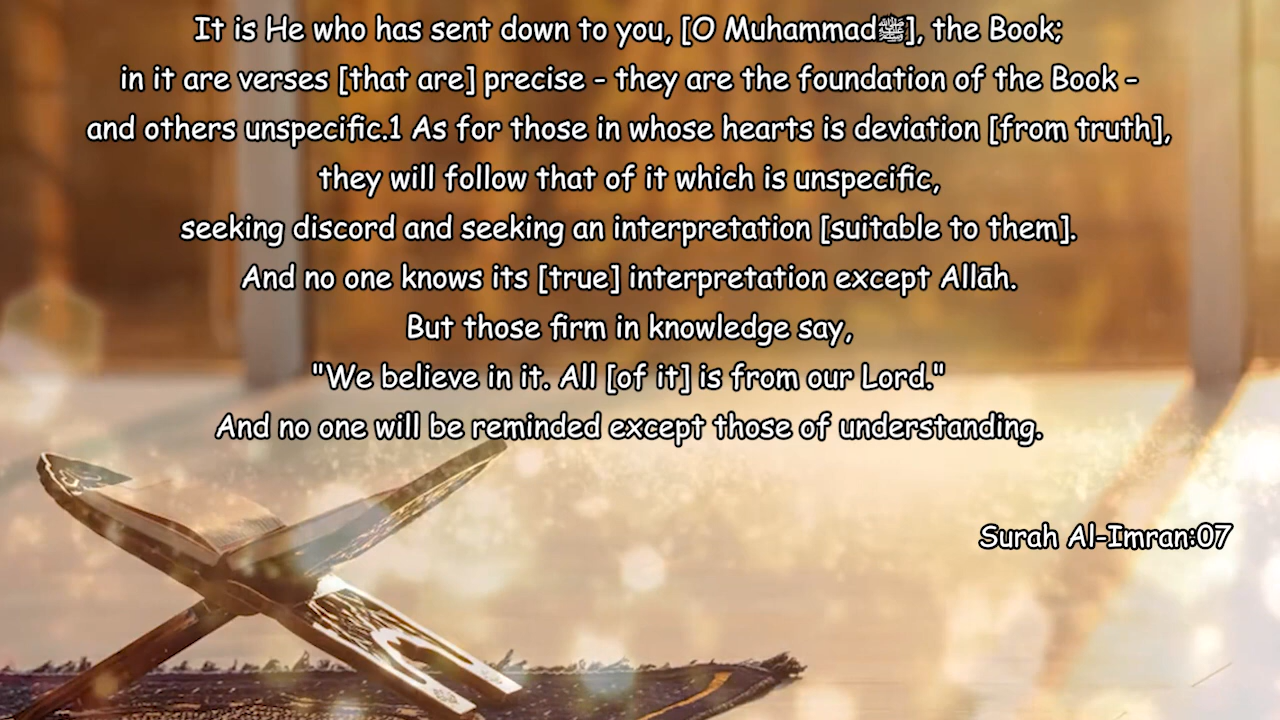 It is He who has sent down to you, [O Muhammadﷺ], the Book;
in it are verses [that are] precise - they are the foundation of the Book -
and others unspecific.1 As for those in whose hearts is deviation [from truth],
they will follow that of it which is unspecific,
seeking discord and seeking an interpretation [suitable to them].
And no one knows its [true] interpretation except Allāh.
But those firm in knowledge say,
"We believe in it. All [of it] is from our Lord."
And no one will be reminded except those of understanding.
Surah Al-Imran:07